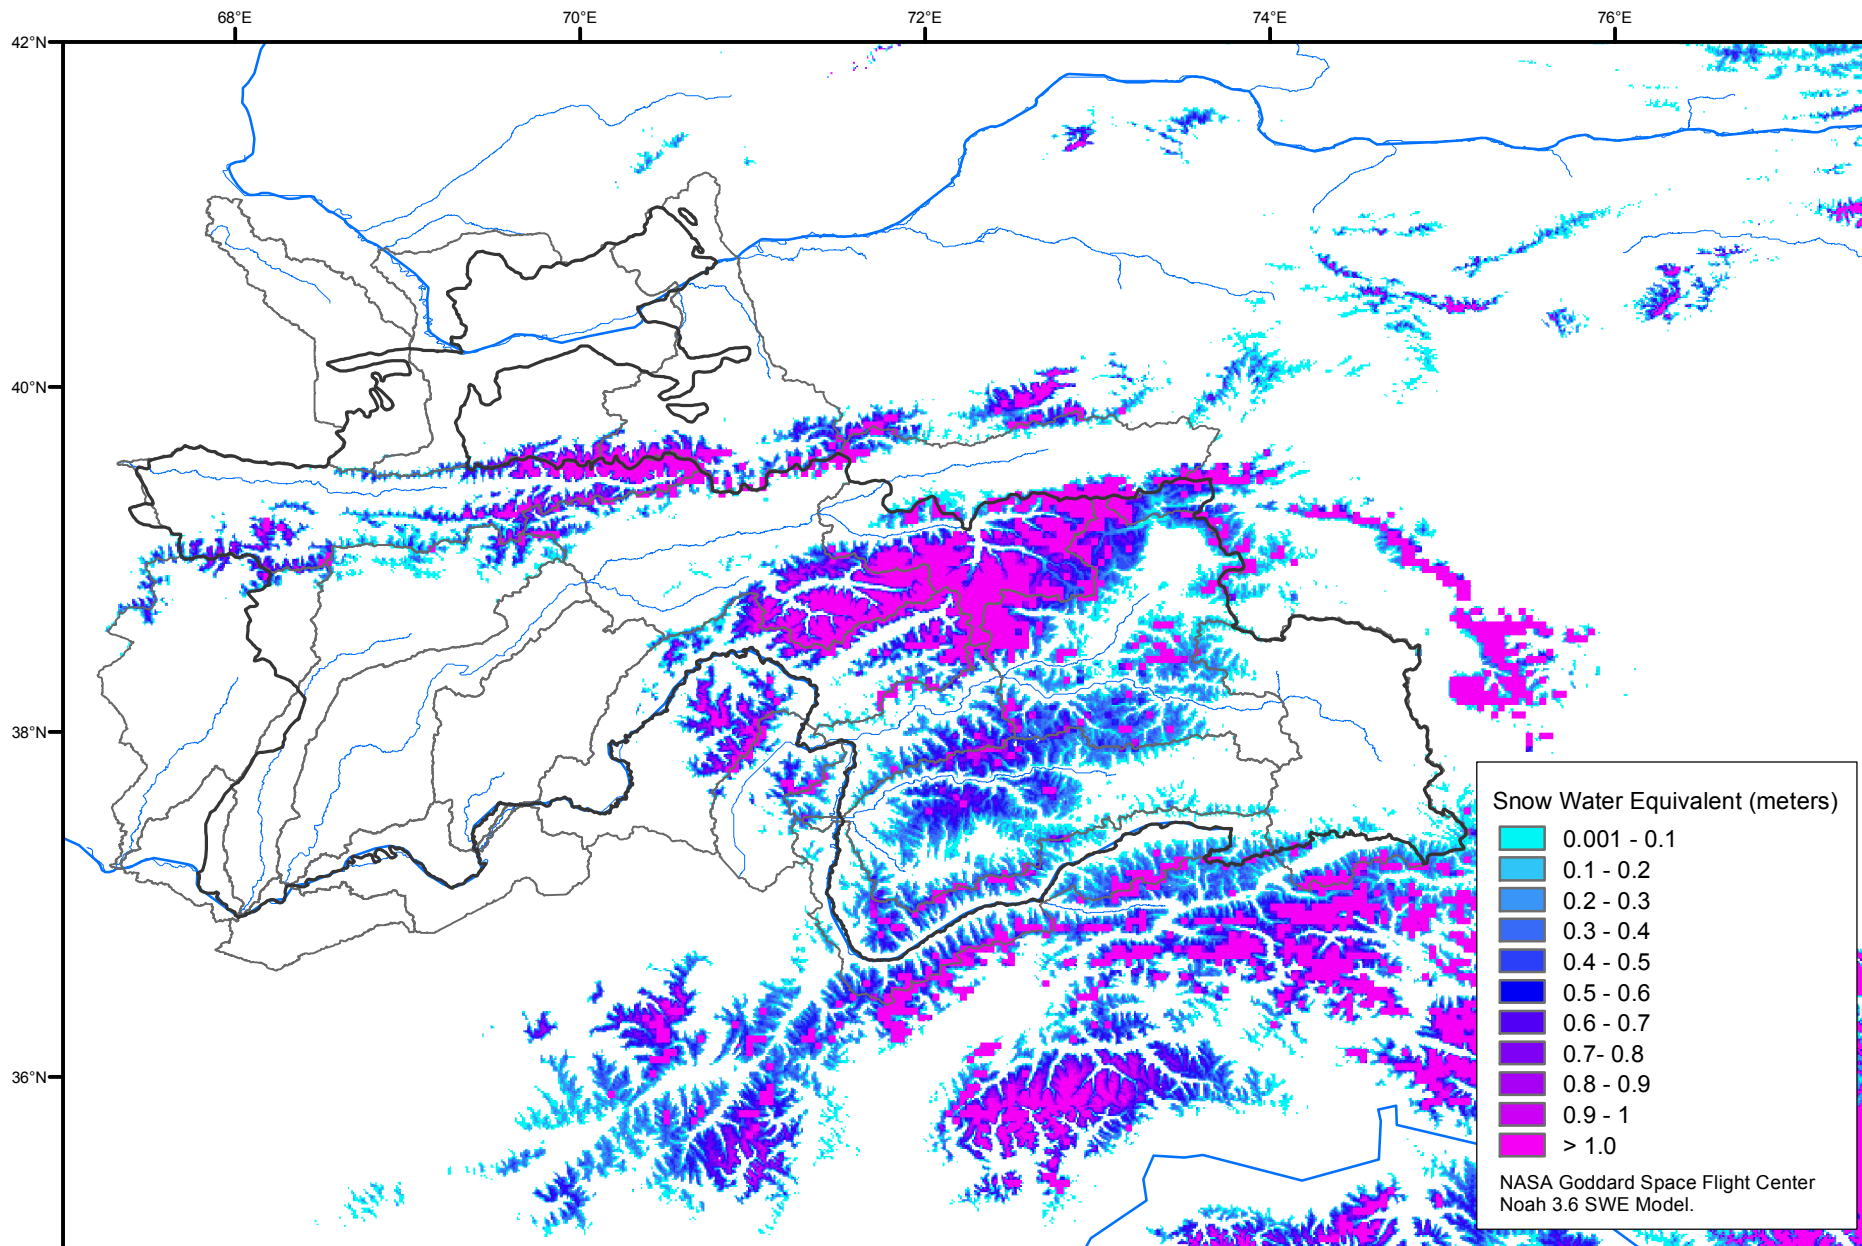 68°E
70°E
72°E
74°E
76°E
42°N
40°N
38°N
36°N
Snow Water Equivalent (meters)
0.001 - 0.1
0.1 - 0.2
0.2 - 0.3
0.3 - 0.4
0.4 - 0.5
0.5 - 0.6
0.6 - 0.7
0.7- 0.8
0.8 - 0.9
0.9 - 1
> 1.0
NASA Goddard Space Flight Center
Noah 3.6 SWE Model.